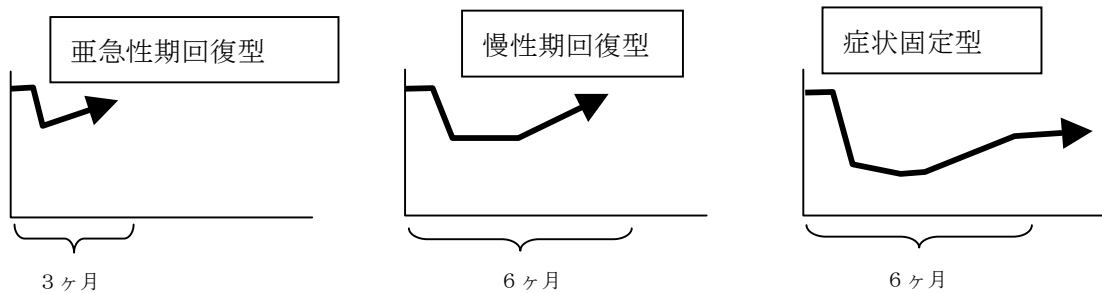 亜急性期回復型
慢性期回復型
症状固定型
３ヶ月
６ヶ月
６ヶ月